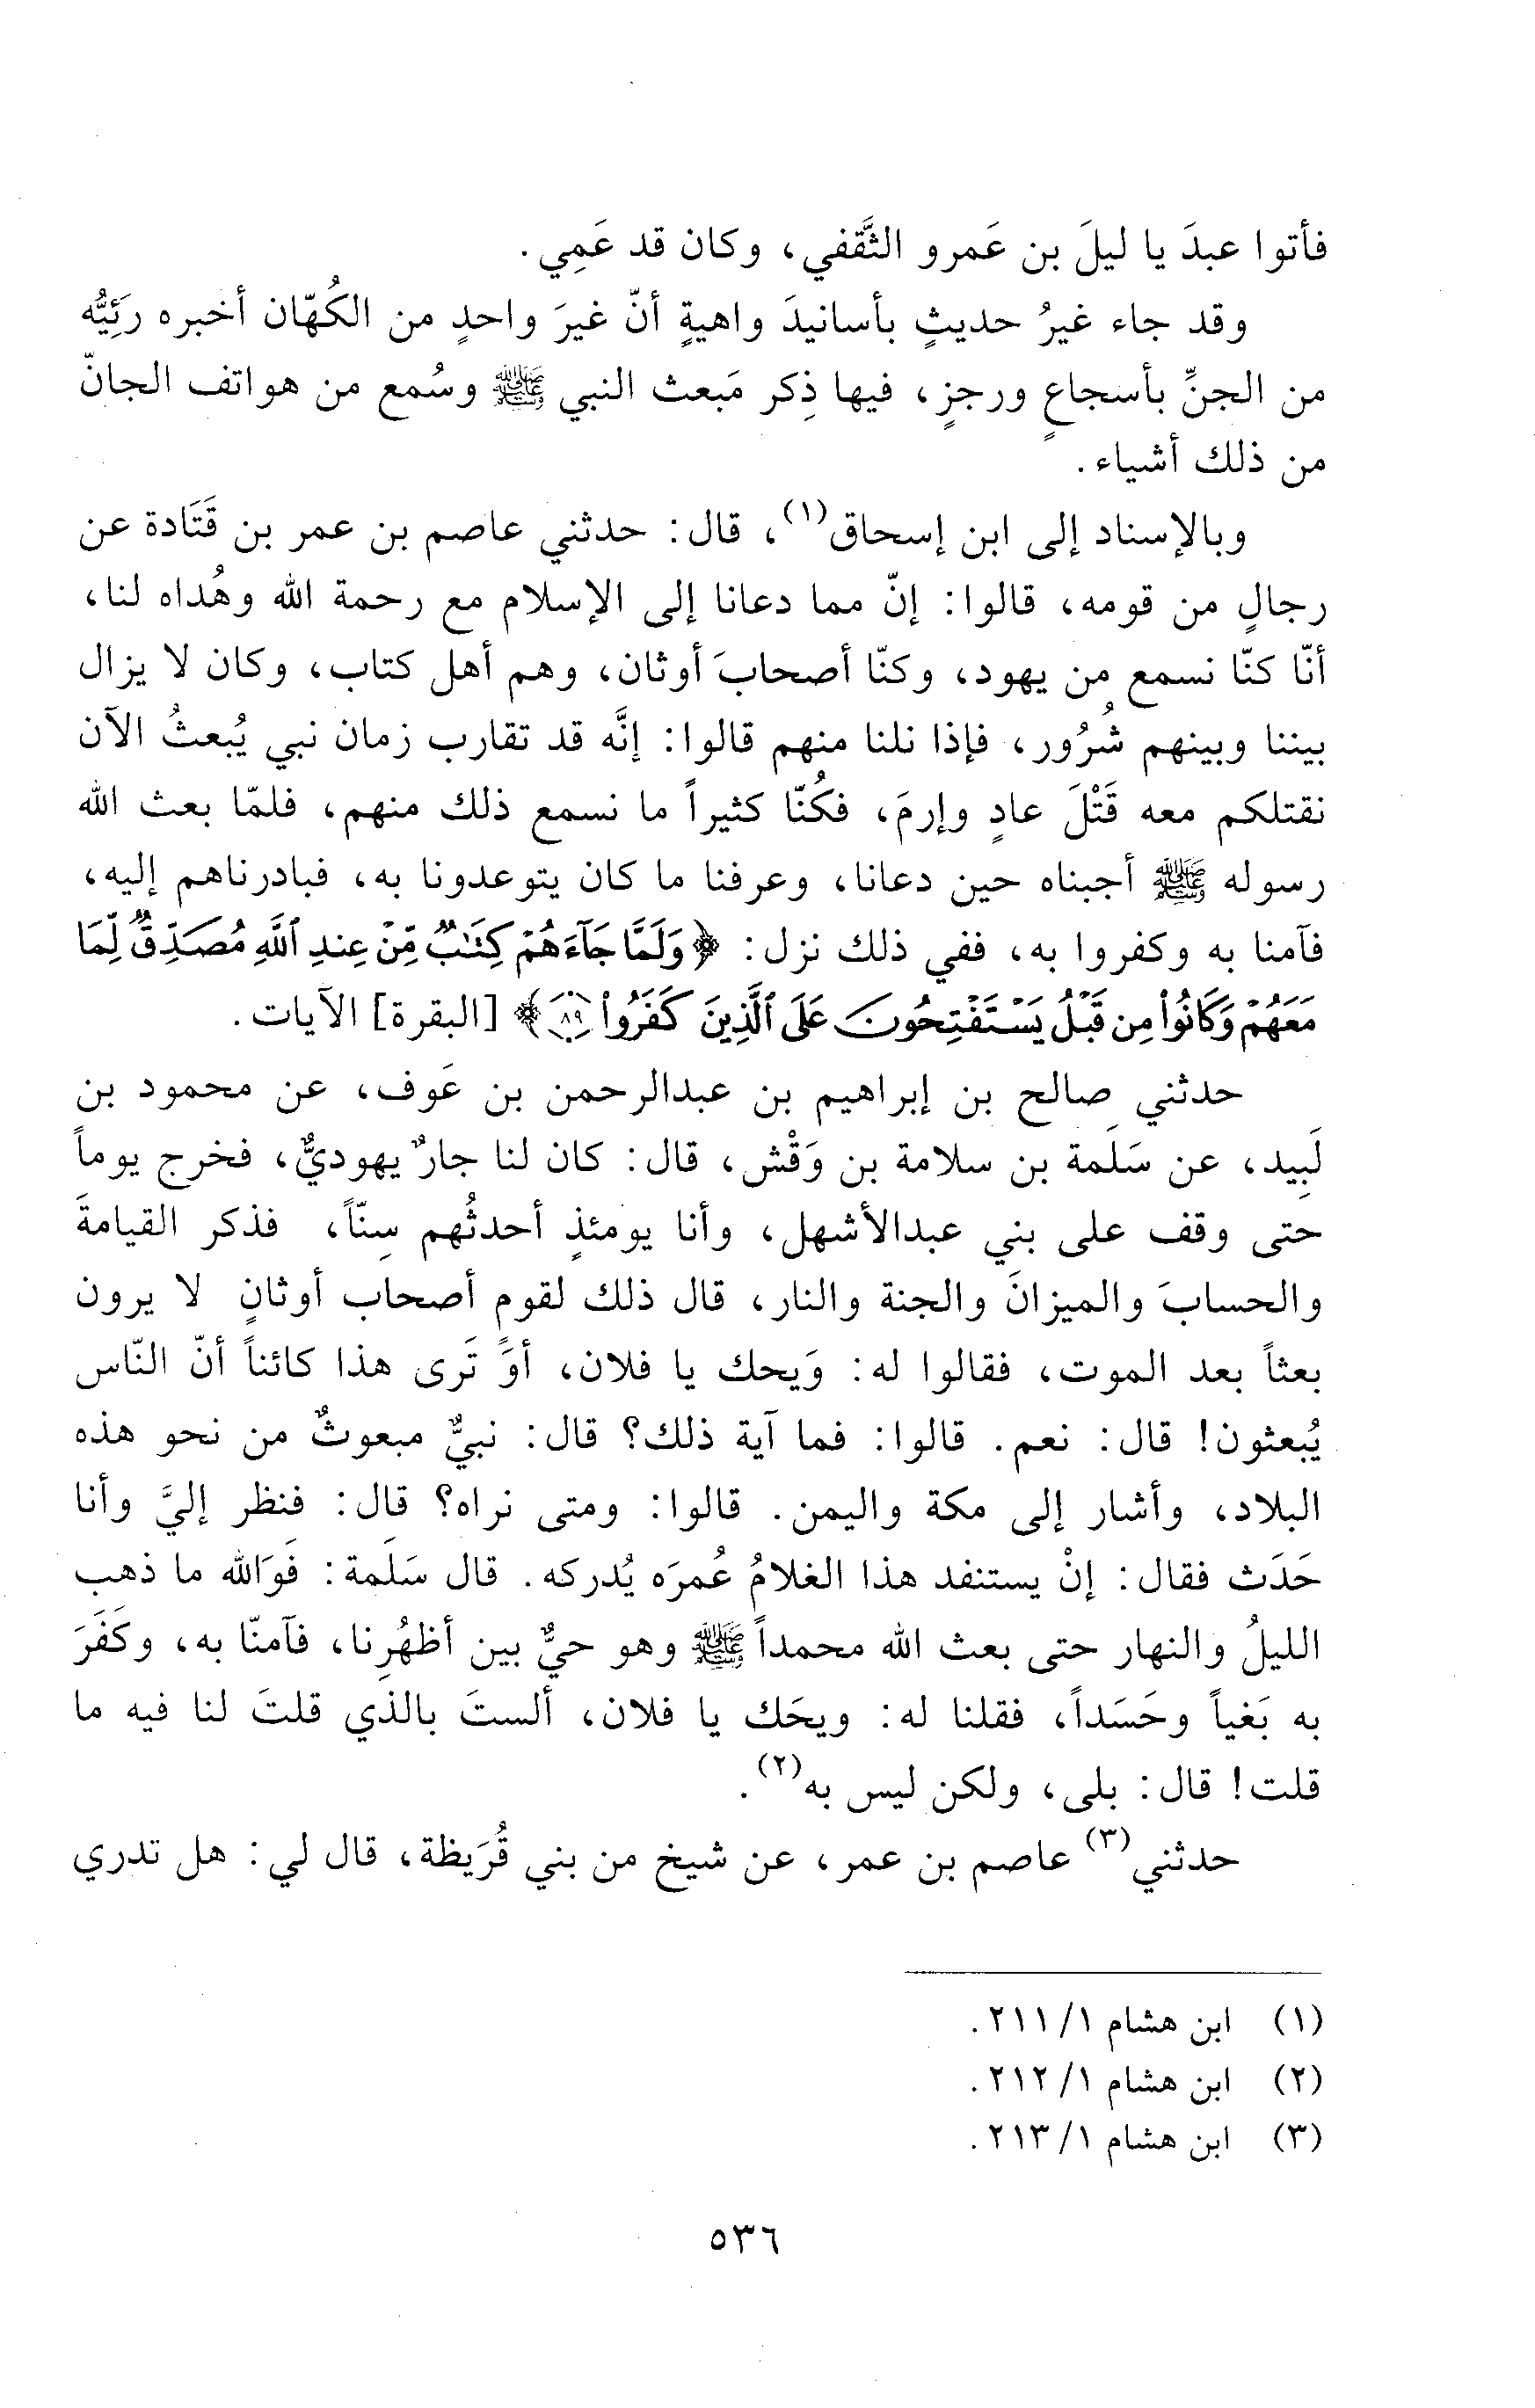 فأتوا عبدَ يا ليلَ بن عَمرو الثَّقفي، وكان قد عَمِي.
وقد جاء غيرُ حديثٍ بأسانيدَ واهيةٍ أنّ غيرَ واحدٍ من الكُهّان أخبره رَئِيُّه
من الجنِّ بأسجاعٍ ورجزٍ، فيها ذِكر مَبعث النبي ﷺ وسُمع من هواتف الجانّ
من ذلك أشياء.
وبالإسناد إلى ابن إسحاق(١)، قال: حدثني عاصم بن عمر بن قَتَادة عن
رجالٍ من قومه، قالوا: إنّ مما دعانا إلى الإسلام مع رحمة الله وهُداه لنا،
أنّا كنّا نسمع من يهود، وكنّا أصحابَ أوثان، وهم أهل كتاب، وكان لا يزال
بيننا وبينهم شُرُور، فإذا نلنا منهم قالوا: إنَّه قد تقارب زمان نبي يُبعثُ الآن
نقتلكم معه قَتْلَ عادٍ وإرمَ، فكُنّا كثيراً ما نسمع ذلك منهم، فلمّا بعث الله
رسوله ﷺ أجبناه حين دعانا، وعرفنا ما كان يتوعدونا به، فبادرناهم إليه،
فآمنا به وكفروا به، ففي ذلك نزل: ﴿وَلَمَّا جَآءَهُمْ كِتَٰبٌ مِّنْ عِندِ ٱللَّهِ مُصَدِّقٌ لِّمَا
مَعَهُمْ وَكَانُوا۟ مِن قَبْلُ يَسْتَفْتِحُونَ عَلَى ٱلَّذِينَ كَفَرُوا۟ ۝٨٩﴾ [البقرة] الآيات.
حدثني صالح بن إبراهيم بن عبدالرحمن بن عَوف، عن محمود بن
لَبِيد، عن سَلَمة بن سلامة بن وَقْش، قال: كان لنا جارٌ يهوديٌّ، فخرج يوماً
حتى وقف على بني عبدالأشهل، وأنا يومئذٍ أحدثُهم سِنّاً، فذكر القيامةَ
والحسابَ والميزانَ والجنة والنار، قال ذلك لقوم أصحاب أوثانٍ لا يرون
بعثاً بعد الموت، فقالوا له: وَيحك يا فلان، أوَ تَرى هذا كائناً أنّ النّاس
يُبعثون! قال: نعم. قالوا: فما آية ذلك؟ قال: نبيٌّ مبعوثٌ من نحو هذه
البلاد، وأشار إلى مكة واليمن. قالوا: ومتى نراه؟ قال: فنظر إليَّ وأنا
حَدَث فقال: إنْ يستنفد هذا الغلامُ عُمرَه يُدركه. قال سَلَمة: فَوَالله ما ذهب
الليلُ والنهار حتى بعث الله محمداً ﷺ وهو حيٌّ بين أظهُرِنا، فآمنّا به، وكَفَرَ
به بَغياً وحَسَداً، فقلنا له: ويحَك يا فلان، ألستَ بالذي قلتَ لنا فيه ما
قلت! قال: بلى، ولكن ليس به(٢).
حدثني(٣) عاصم بن عمر، عن شيخ من بني قُرَيظة، قال لي: هل تدري
(١) ابن هشام ١/ ٢١١.
(٢) ابن هشام ١/ ٢١٢.
(٣) ابن هشام ١/ ٢١٣.
٥٣٦